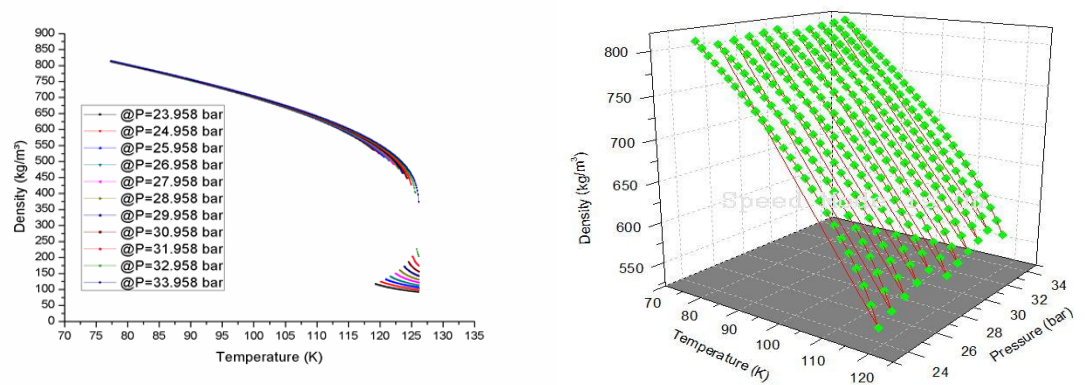 900
850
800
750
700
650
600
550
500
450
400
350
300
250
200
150
100
50
0
Density (kg/m³)
@P=23.958 bar
@P=24.958 bar
@P=25.958 bar
@P=26.958 bar
@P=27.958 bar
@P=28.958 bar
@P=29.958 bar
@P=30.958 bar
@P=31.958 bar
@P=32.958 bar
@P=33.958 bar
70 75 80 85 90 95 100 105 110 115 120 125 130 135
Temperature (K)
800
750
700
650
600
550
Density (kg/m³)
Speed
70 80 90 100 110 120
Temperature (K)
24 26 28 30 32 34
Pressure (bar)